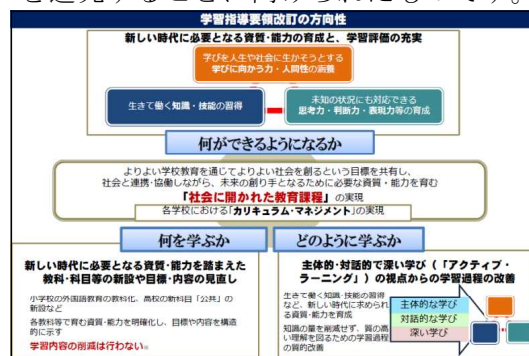 学習指導要領改訂の方向性
新しい時代に必要となる資質･能力の育成と、学習評価の充実
学びを人生や社会に生かそうとする
学びに向かう力・人間性の涵養
生きて働く知識・技能の習得
未知の状況にも対応できる
思考力・判断力・表現力等の育成
何ができるようになるか
よりよい学校教育を通じてよりよい社会を創るという目標を共有し、
社会と連携･協働しながら、未来の創り手となるために必要な資質・能力を育む
「社会に開かれた教育課程」の実現
各学校における「カリキュラム･マネジメント」の実現
何を学ぶか
新しい時代に必要となる資質･能力を踏まえた
教科・科目等の新設や目標・内容の見直し
小学校の外国語教育の教科化、高校の新科目「公共」の
新設など
各教科等で育む資質･能力を明確化し、目標や内容を構造
的に示す
学習内容の削減は行わない※
どのように学ぶか
主体的･対話的で深い学び（「アクティブ・
ラーニング」）の視点からの学習過程の改善
生きて働く知識･技能の習得
など、新しい時代に求められ
る資質･能力を育成
知識の量を削減せず、質の高
い理解を図るための学習過程
の質的改善
主体的な学び
対話的な学び
深い学び